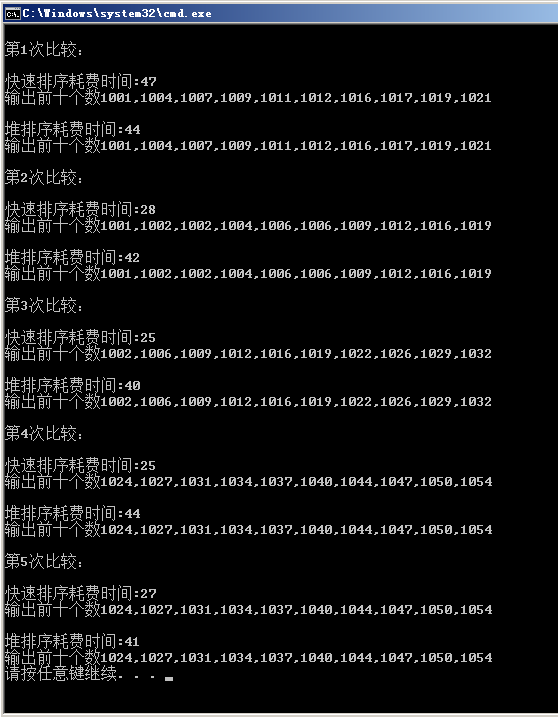 C:\Windows\system32\cmd.exe
第1次比较：
快速排序耗费时间:47
输出前十个数1001,1004,1007,1009,1011,1012,1016,1017,1019,1021
堆排序耗费时间:44
输出前十个数1001,1004,1007,1009,1011,1012,1016,1017,1019,1021
第2次比较：
快速排序耗费时间:28
输出前十个数1001,1002,1002,1004,1006,1006,1009,1012,1016,1019
堆排序耗费时间:42
输出前十个数1001,1002,1002,1004,1006,1006,1009,1012,1016,1019
第3次比较：
快速排序耗费时间:25
输出前十个数1002,1006,1009,1012,1016,1019,1022,1026,1029,1032
堆排序耗费时间:40
输出前十个数1002,1006,1009,1012,1016,1019,1022,1026,1029,1032
第4次比较：
快速排序耗费时间:25
输出前十个数1024,1027,1031,1034,1037,1040,1044,1047,1050,1054
堆排序耗费时间:44
输出前十个数1024,1027,1031,1034,1037,1040,1044,1047,1050,1054
第5次比较：
快速排序耗费时间:27
输出前十个数1024,1027,1031,1034,1037,1040,1044,1047,1050,1054
堆排序耗费时间:41
输出前十个数1024,1027,1031,1034,1037,1040,1044,1047,1050,1054
请按任意键继续. . .